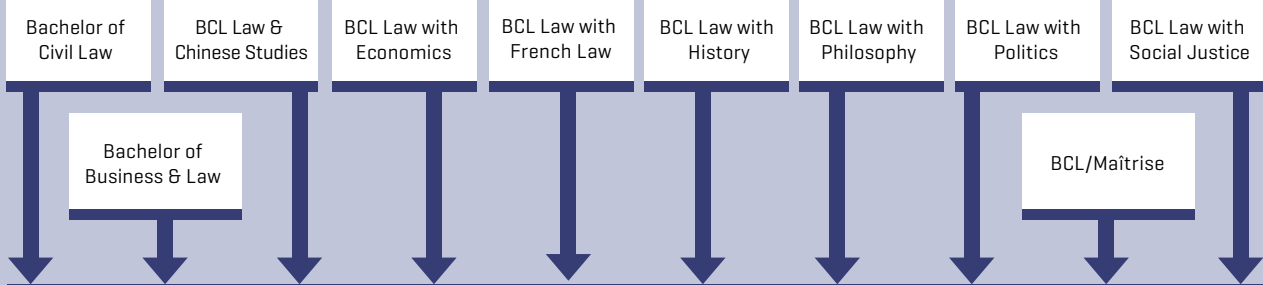 Bachelor of
Civil Law
BCL Law &
Chinese Studies
BCL Law with
Economics
BCL Law with
French Law
BCL Law with
History
BCL Law with
Philosophy
BCL Law with
Politics
BCL Law with
Social Justice
Bachelor of
Business & Law
BCL/Maîtrise